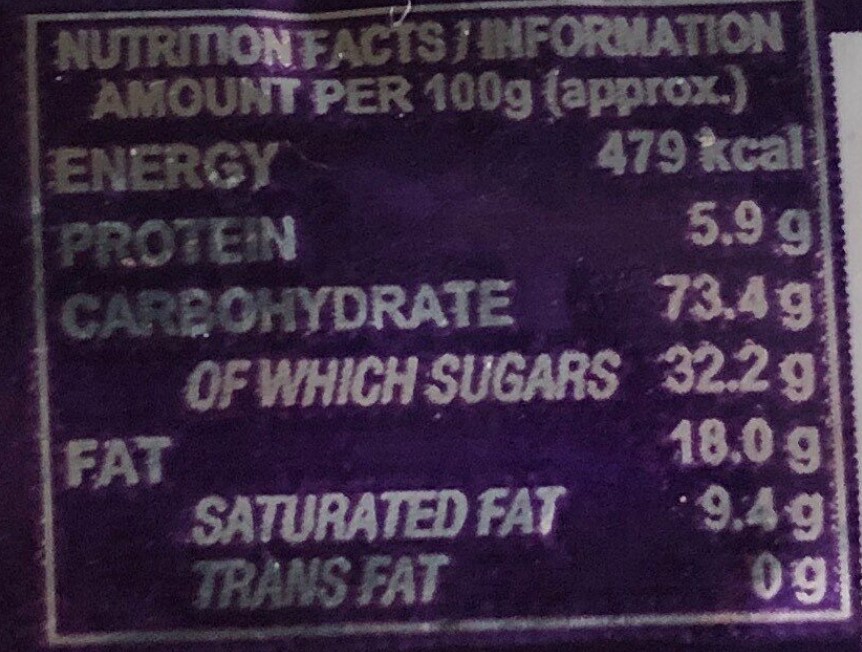 NUTRITION FACTS / INFORMATION
AMOUNT PER 100g (approx.)
ENERGY 479 kcal
PROTEIN 5.9 g
CARBOHYDRATE 73.4 g
OF WHICH SUGARS 32.2 g
FAT 18.0 g
SATURATED FAT 9.4 g
TRANS FAT 0 g